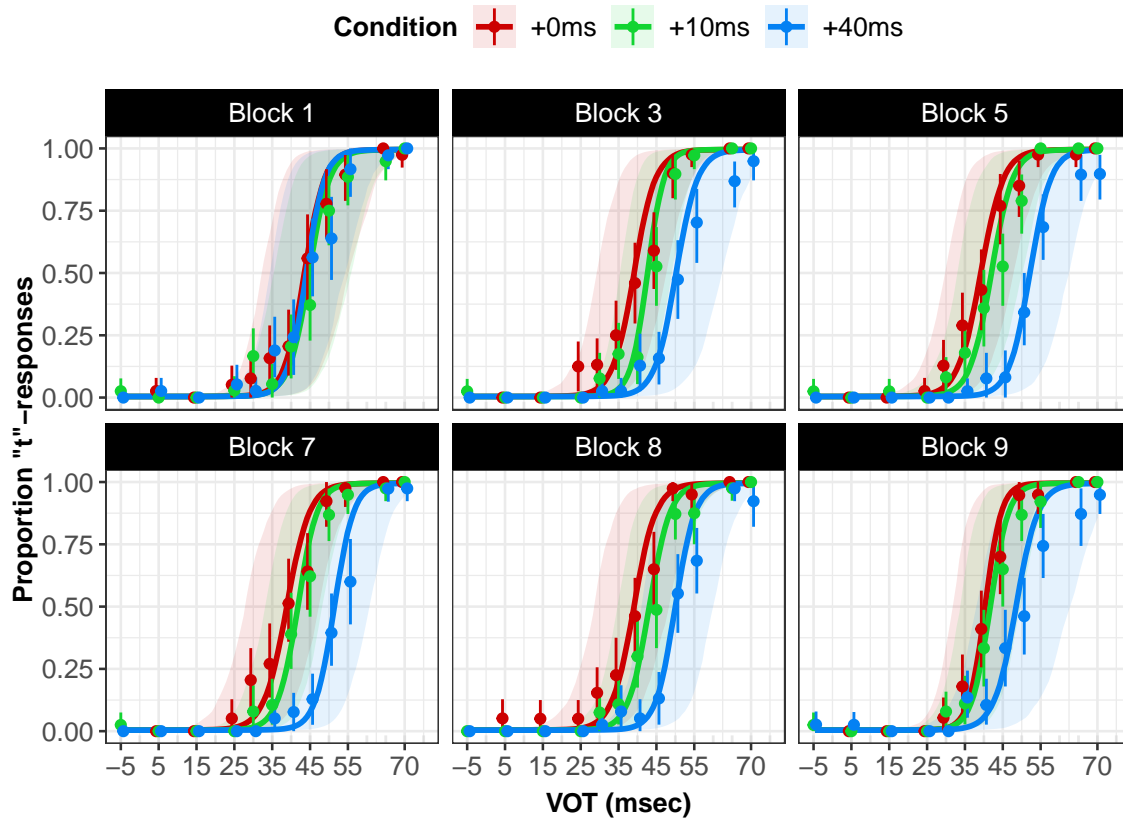 Condition +0ms +10ms +40ms
Block 1 Block 3 Block 5
1.00
0.75
0.50
0.25
0.00
Block 7 Block 8 Block 9
1.00
0.75
0.50
0.25
0.00
−5 5 15 25 35 45 55 70 −5 5 15 25 35 45 55 70 −5 5 15 25 35 45 55 70
VOT (msec)
Proportion "t"−responses